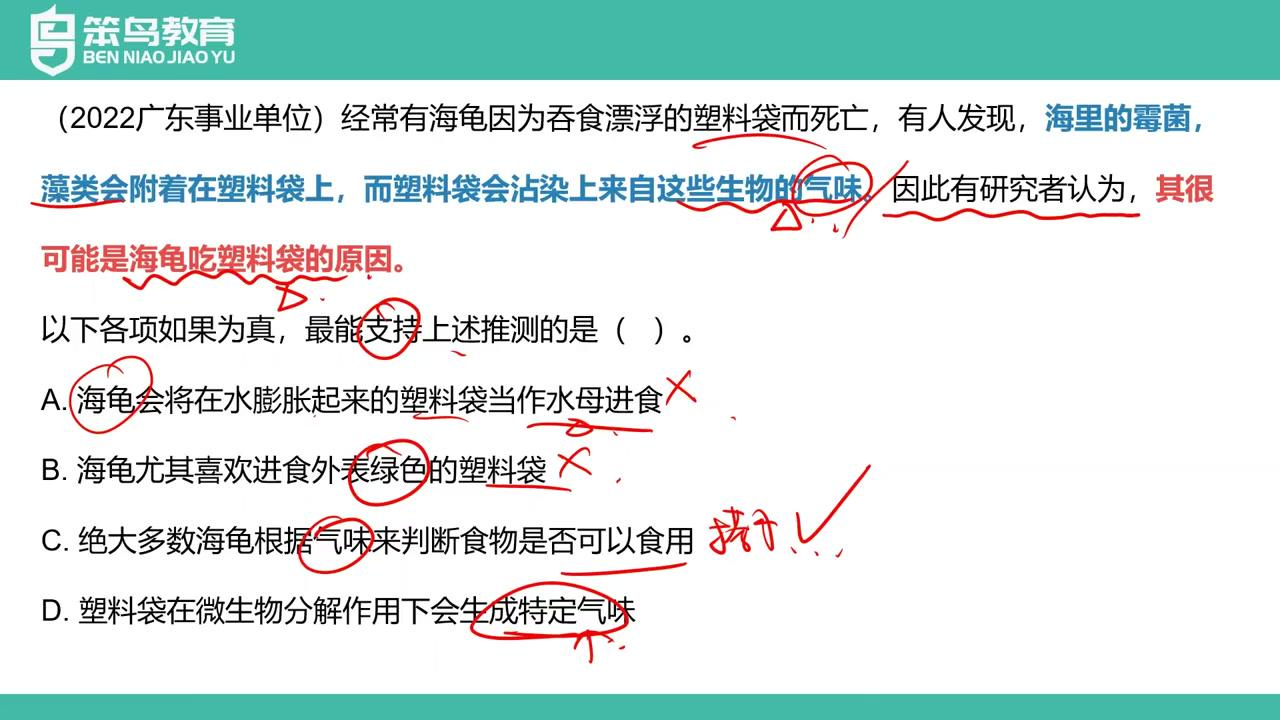 笨鸟教育
BEN NIAO JIAO YU
（2022广东事业单位）经常有海龟因为吞食漂浮的塑料袋而死亡，有人发现，海里的霉菌，
藻类会附着在塑料袋上，而塑料袋会沾染上来自这些生物的气味。因此有研究者认为，其很
可能是海龟吃塑料袋的原因。
以下各项如果为真，最能支持上述推测的是（ ）。
A. 海龟会将在水膨胀起来的塑料袋当作水母进食
B. 海龟尤其喜欢进食外表绿色的塑料袋
C. 绝大多数海龟根据气味来判断食物是否可以食用 搭子
D. 塑料袋在微生物分解作用下会生成特定气味